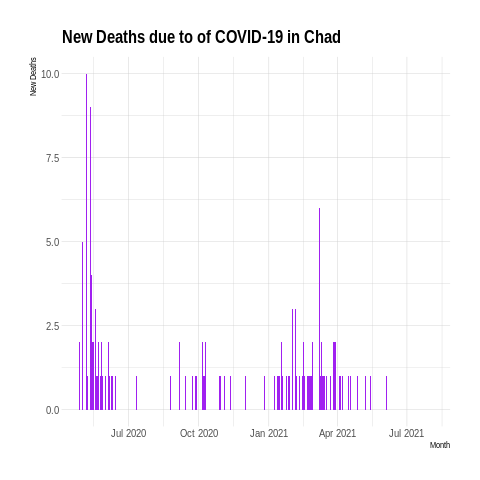 New Deaths due to of COVID-19 in Chad
New Deaths
10.0
7.5
5.0
2.5
0.0
Jul 2020 Oct 2020 Jan 2021 Apr 2021 Jul 2021
Month